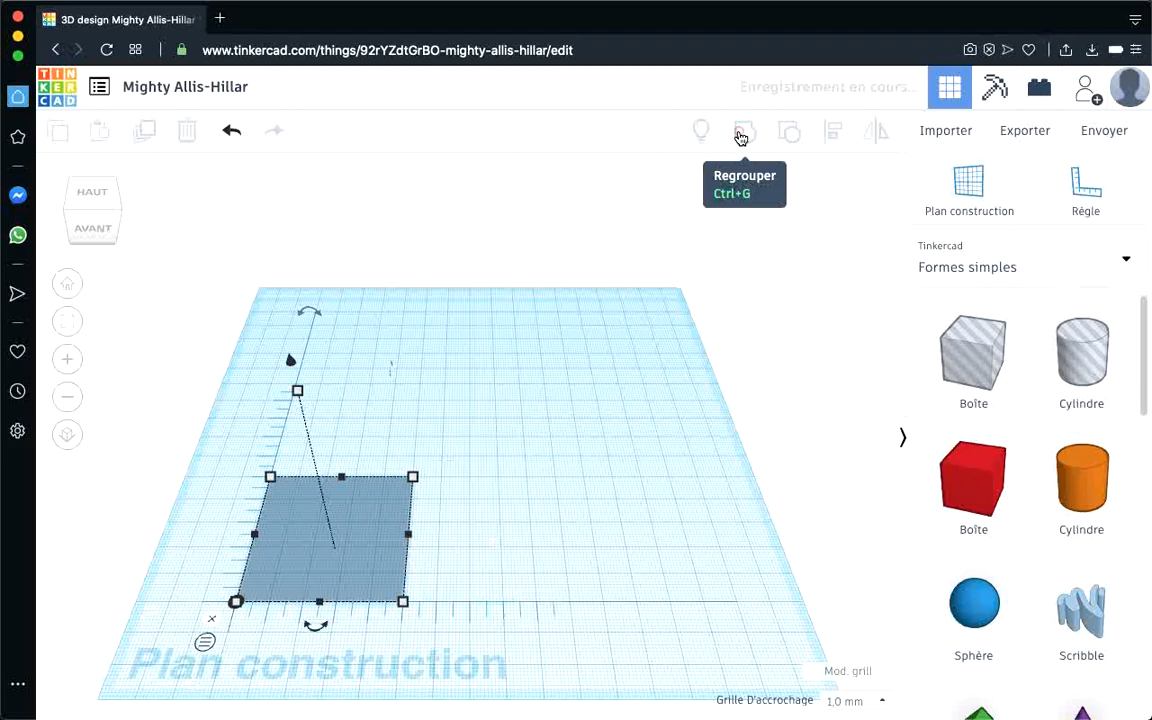 3D design Mighty Allis-Hillar
www.tinkercad.com/things/92rYZdtGrBO-mighty-allis-hillar/edit
TIN
KER
CAD
Mighty Allis-Hillar
Enregistrement en cours...
Importer
Exporter
Envoyer
Regrouper
Ctrl+G
HAUT
AVANT
Plan construction
Règle
Tinkercad
Formes simples
Boîte
Cylindre
Boîte
Cylindre
Sphère
Scribble
Plan construction
Mod. grill
Grille D'accrochage
1,0 mm